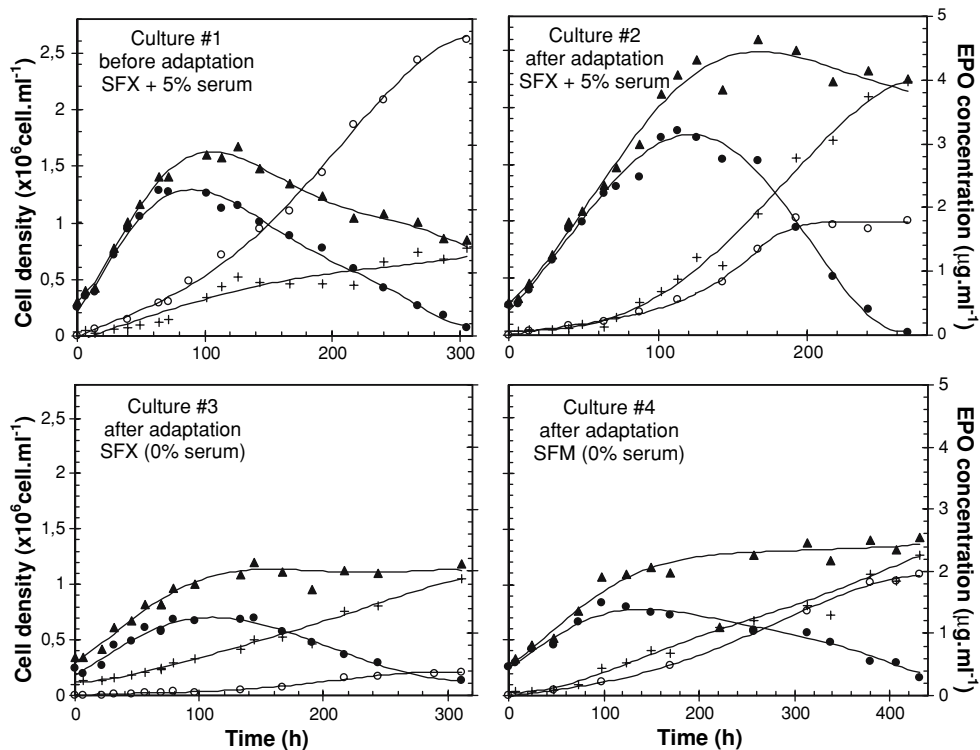 Culture #1
before adaptation
SFX + 5% serum
Cell density (x10⁶cell.ml⁻¹)
2,5
2
1,5
1
0,5
0
0
100
200
300
Culture #2
after adaptation
SFX + 5% serum
EPO concentration (µg.ml⁻¹)
5
4
3
2
1
0
0
100
200
Culture #3
after adaptation
SFX (0% serum)
Cell density (x10⁶cell.ml⁻¹)
2,5
2
1,5
1
0,5
0
0
100
200
300
Time (h)
Culture #4
after adaptation
SFM (0% serum)
EPO concentration (µg.ml⁻¹)
5
4
3
2
1
0
0
100
200
300
400
Time (h)